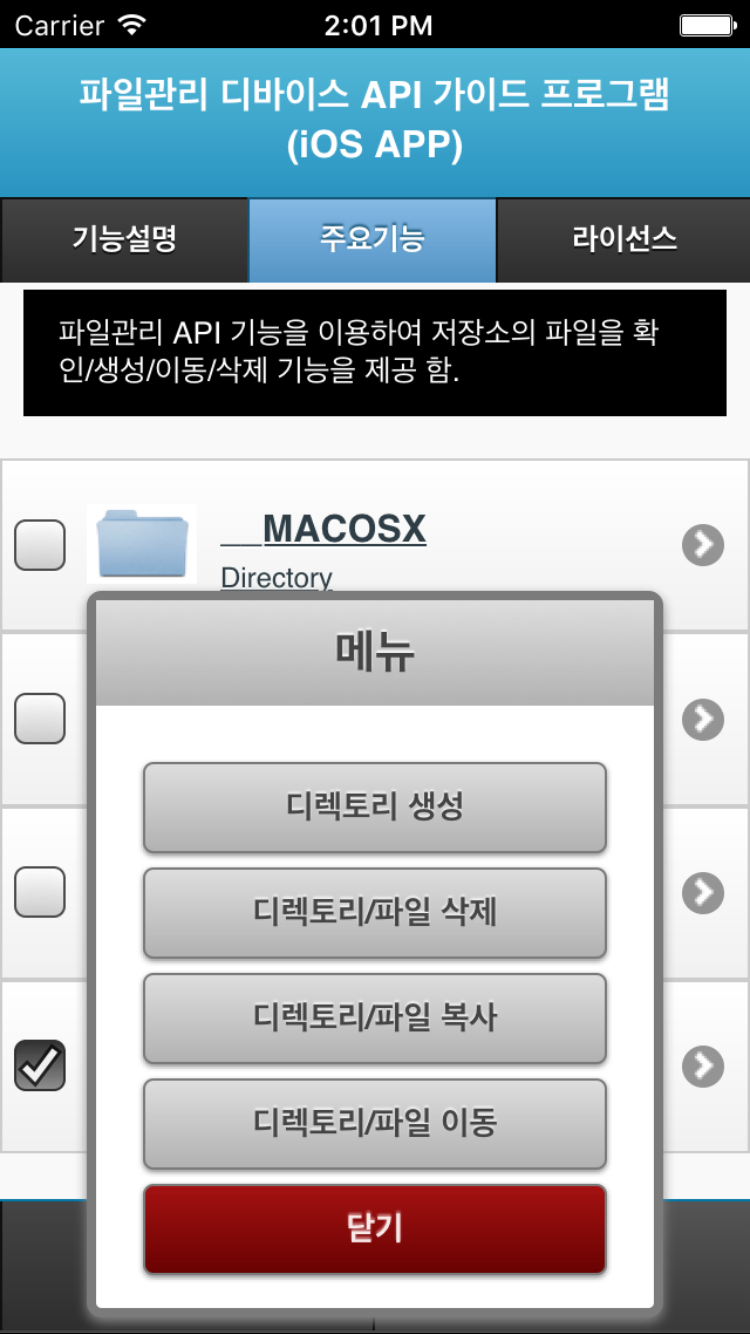 Carrier
2:01 PM
파일관리 디바이스 API 가이드 프로그램
(iOS APP)
기능설명
주요기능
라이선스
파일관리 API 기능을 이용하여 저장소의 파일을 확
인/생성/이동/삭제 기능을 제공 함.
__MACOSX
Directory
메뉴
디렉토리 생성
디렉토리/파일 삭제
디렉토리/파일 복사
디렉토리/파일 이동
닫기